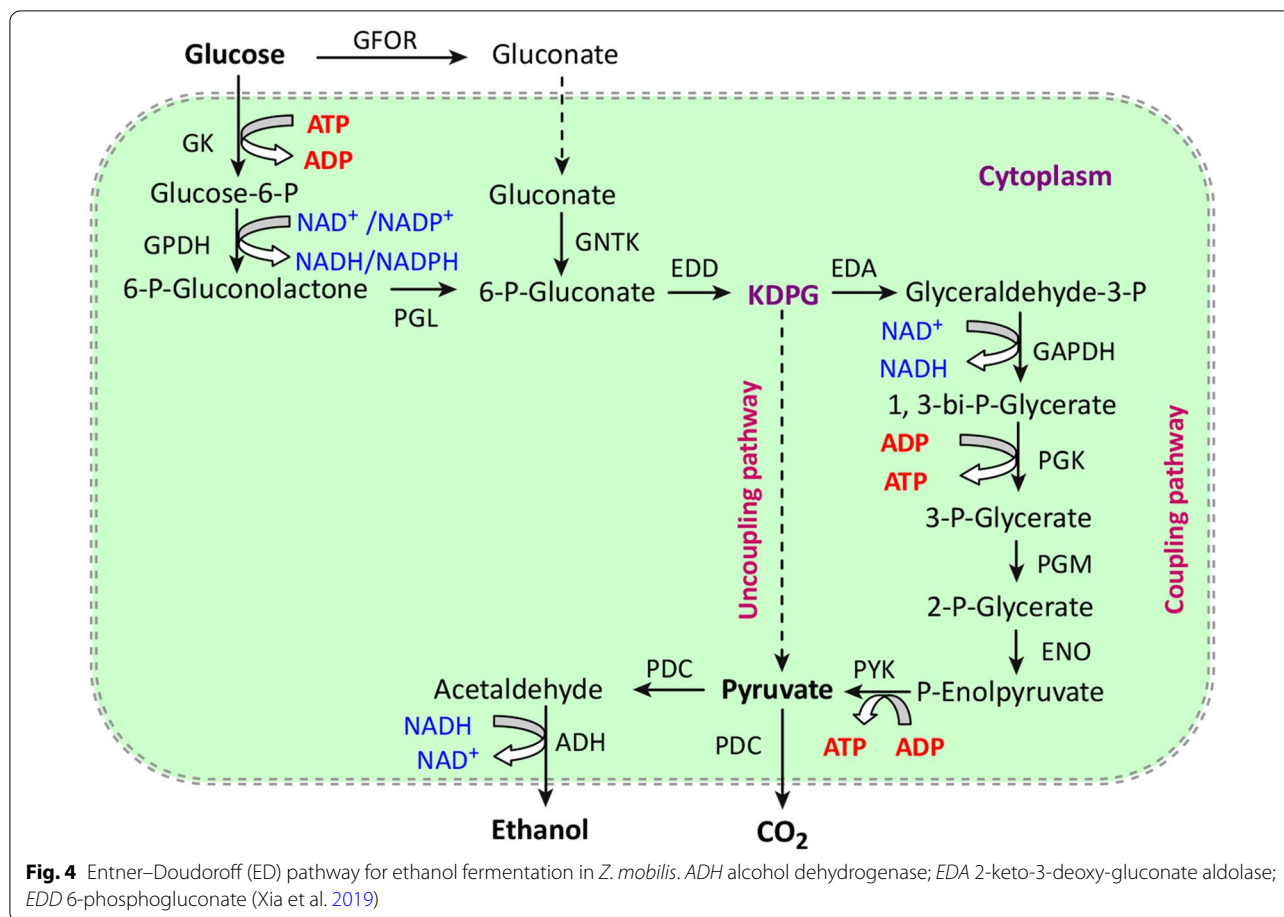 Glucose
GFOR
Gluconate
GK
ATP
ADP
Glucose-6-P
Gluconate
Cytoplasm
GPDH
NAD⁺ /NADP⁺
NADH/NADPH
GNTK
6-P-Gluconolactone
PGL
6-P-Gluconate
EDD
KDPG
EDA
Glyceraldehyde-3-P
NAD⁺
NADH
GAPDH
1, 3-bi-P-Glycerate
ADP
ATP
PGK
3-P-Glycerate
PGM
2-P-Glycerate
ENO
Uncoupling pathway
Coupling pathway
Acetaldehyde
PDC
Pyruvate
PYK
P-Enolpyruvate
NADH
NAD⁺
ADH
PDC
ATP
ADP
Ethanol
CO₂
Fig. 4 Entner–Doudoroff (ED) pathway for ethanol fermentation in Z. mobilis. ADH alcohol dehydrogenase; EDA 2-keto-3-deoxy-gluconate aldolase;
EDD 6-phosphogluconate (Xia et al. 2019)